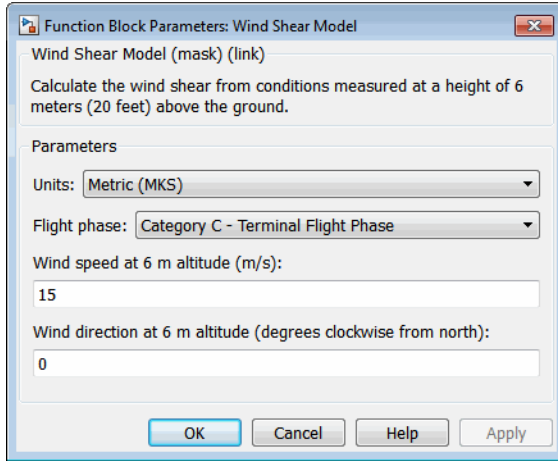 Function Block Parameters: Wind Shear Model
Wind Shear Model (mask) (link)
Calculate the wind shear from conditions measured at a height of 6
meters (20 feet) above the ground.
Parameters
Units: Metric (MKS)
Flight phase: Category C - Terminal Flight Phase
Wind speed at 6 m altitude (m/s):
15
Wind direction at 6 m altitude (degrees clockwise from north):
0
OK Cancel Help Apply